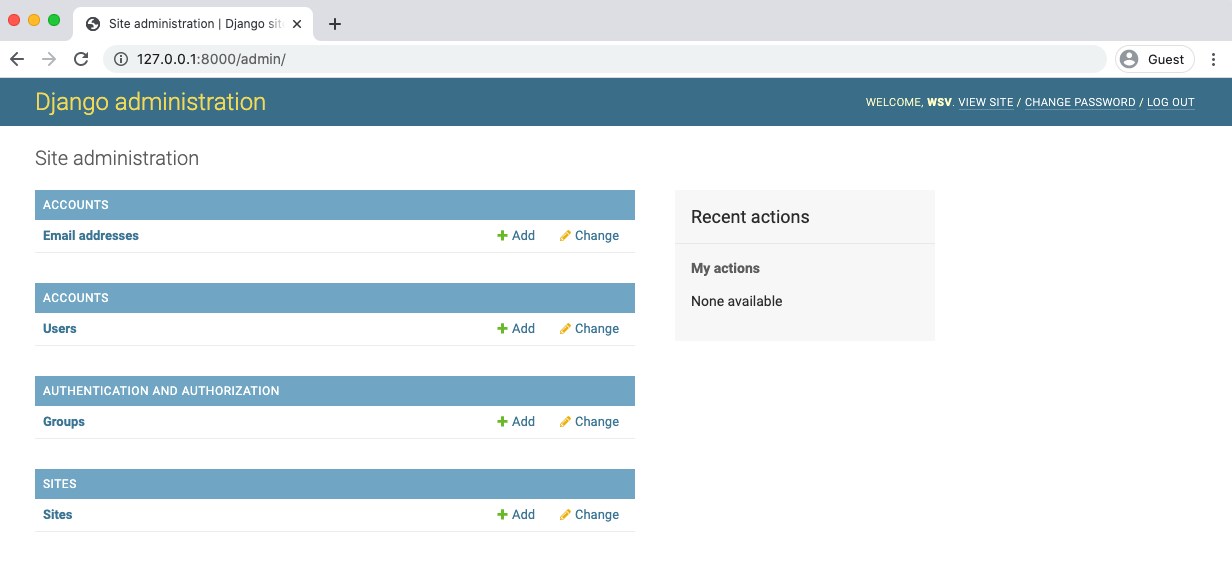 Site administration | Django sit
127.0.0.1:8000/admin/
Guest
Django administration
WELCOME, WSV. VIEW SITE / CHANGE PASSWORD / LOG OUT
Site administration
ACCOUNTS
Email addresses Add Change
ACCOUNTS
Users Add Change
AUTHENTICATION AND AUTHORIZATION
Groups Add Change
SITES
Sites Add Change
Recent actions
My actions
None available